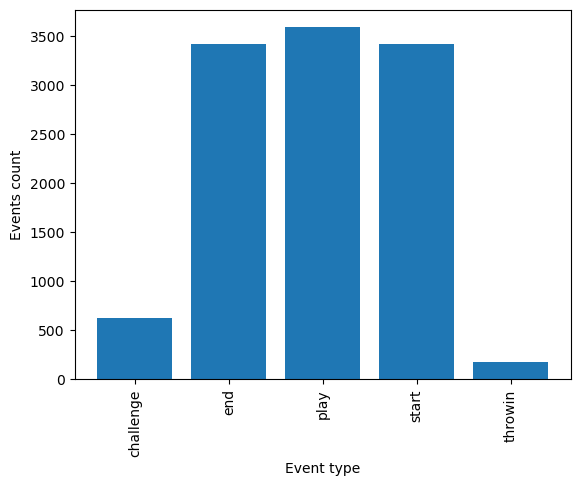 3500
3000
2500
2000
1500
1000
500
0
Events count
challenge
end
play
start
throwin
Event type